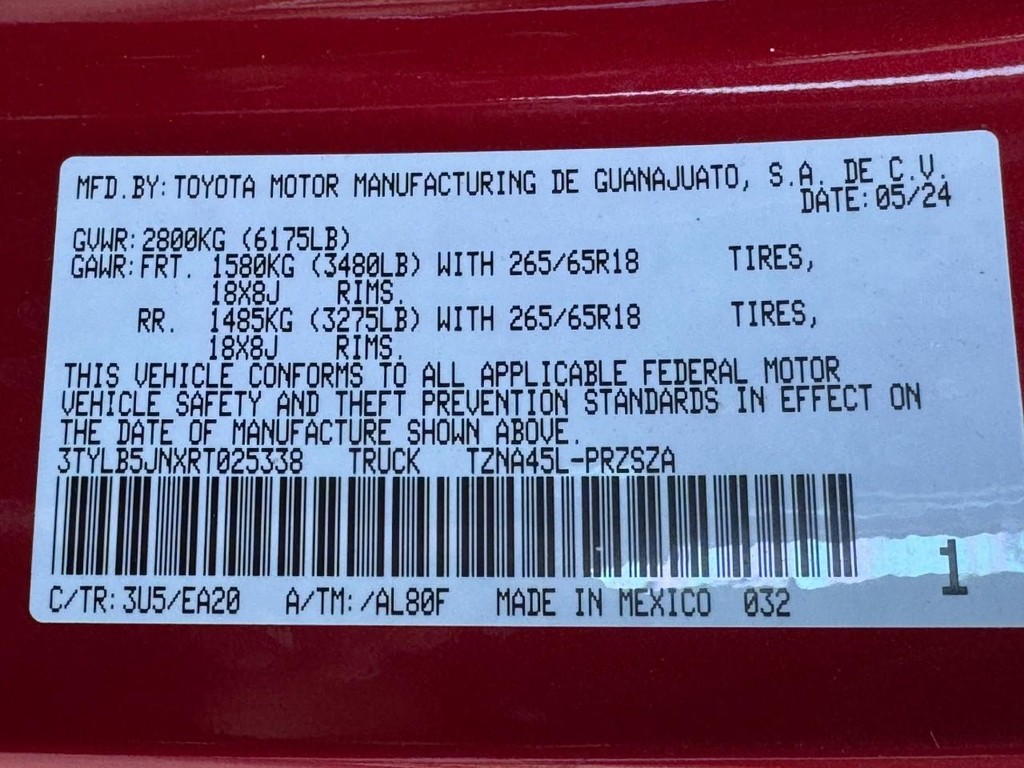 MFD.BY: TOYOTA MOTOR MANUFACTURING DE GUANAJUATO, S.A. DE C.V.
DATE: 05/24
GVWR: 2800KG (6175LB)
GAWR: FRT. 1580KG (3480LB) WITH 265/65R18 TIRES,
18X8J RIMS.
RR. 1485KG (3275LB) WITH 265/65R18 TIRES,
18X8J RIMS.
THIS VEHICLE CONFORMS TO ALL APPLICABLE FEDERAL MOTOR
VEHICLE SAFETY AND THEFT PREVENTION STANDARDS IN EFFECT ON
THE DATE OF MANUFACTURE SHOWN ABOVE.
3TYLB5JNXRT025338 TRUCK TZNA45L-PRZSZA
1
C/TR: 3U5/EA20 A/TM: /AL80F MADE IN MEXICO 032